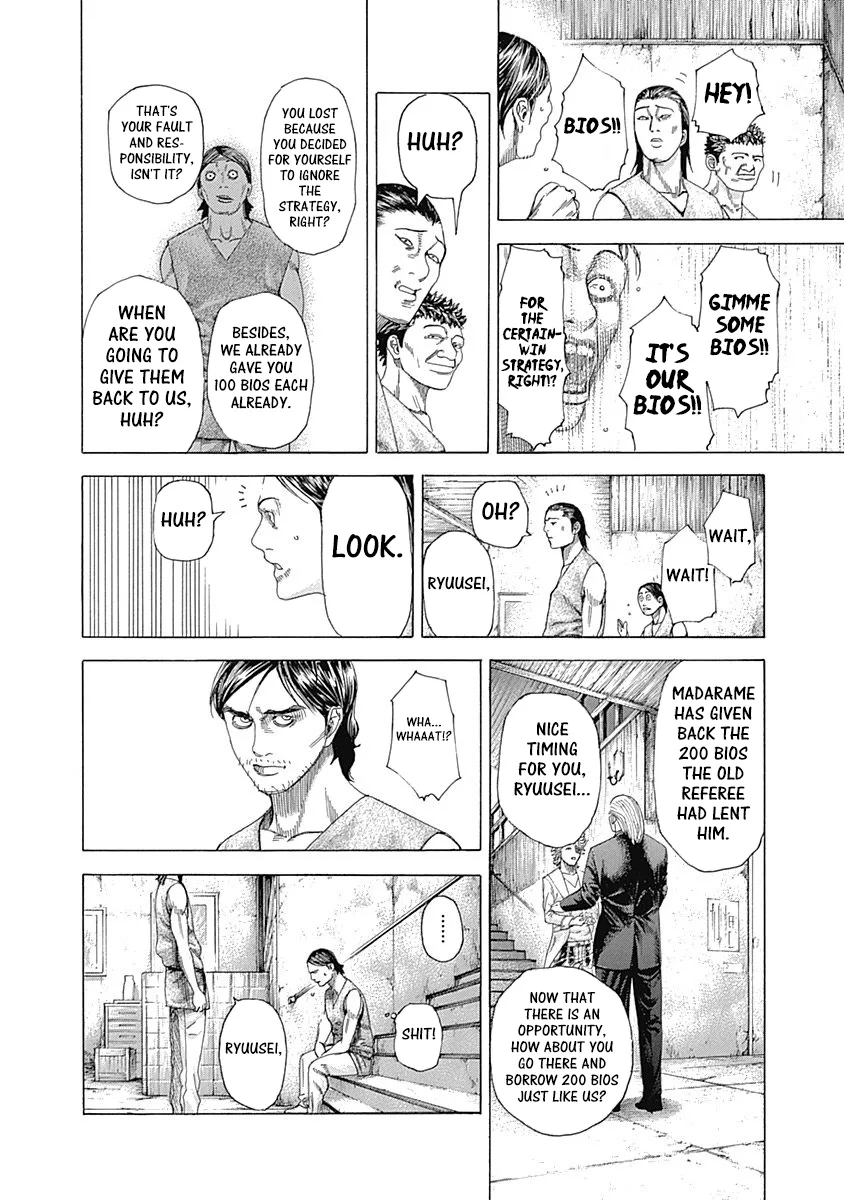 HEY!
BIOS!!
GIMME
SOME
BIOS!!
IT'S
OUR
BIOS!!
FOR
THE
CERTAIN-
WIN
STRATEGY,
RIGHT!?
HUH?
YOU LOST
BECAUSE
YOU DECIDED
FOR YOURSELF
TO IGNORE
THE
STRATEGY,
RIGHT?
THAT'S
YOUR FAULT
AND RES-
PONSIBILITY,
ISN'T IT?
BESIDES,
WE ALREADY
GAVE YOU
100 BIOS EACH
ALREADY.
WHEN
ARE YOU
GOING TO
GIVE THEM
BACK TO US,
HUH?
WAIT,
WAIT!
OH?
RYUUSEI,
LOOK.
HUH?
MADARAME
HAS GIVEN
BACK THE
200 BIOS
THE OLD
REFEREE
HAD LENT
HIM.
NICE
TIMING
FOR YOU,
RYUUSEI...
NOW THAT
THERE IS AN
OPPORTUNITY,
HOW ABOUT YOU
GO THERE AND
BORROW 200 BIOS
JUST LIKE US?
WHA...
WHAAAT!?
......
SHIT!
RYUUSEI,